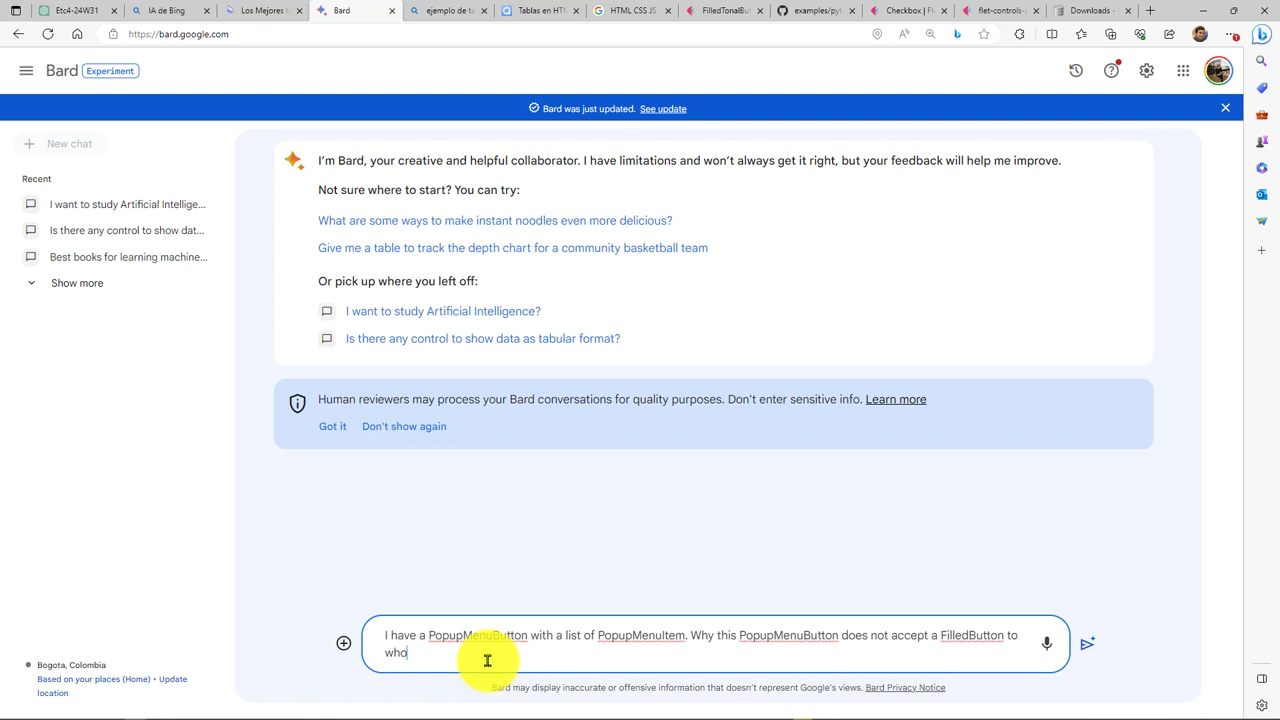 Etc4-24W31
IA de Bing
Los Mejores 8
Bard
ejemplo de ta
Tablas en HTM
HTML CSS JS
FilledTonalBut
examples/pyt
Checkbox | Fl
flet-controls-
Downloads -
https://bard.google.com
Bard Experiment
Bard was just updated. See update
New chat
Recent
I want to study Artificial Intellige...
Is there any control to show dat...
Best books for learning machine...
Show more
I'm Bard, your creative and helpful collaborator. I have limitations and won't always get it right, but your feedback will help me improve.
Not sure where to start? You can try:
What are some ways to make instant noodles even more delicious?
Give me a table to track the depth chart for a community basketball team
Or pick up where you left off:
I want to study Artificial Intelligence?
Is there any control to show data as tabular format?
Human reviewers may process your Bard conversations for quality purposes. Don't enter sensitive info. Learn more
Got it Don't show again
I have a PopupMenuButton with a list of PopupMenuItem. Why this PopupMenuButton does not accept a FilledButton to
who
Bard may display inaccurate or offensive information that doesn't represent Google's views. Bard Privacy Notice
Bogota, Colombia
Based on your places (Home) • Update
location